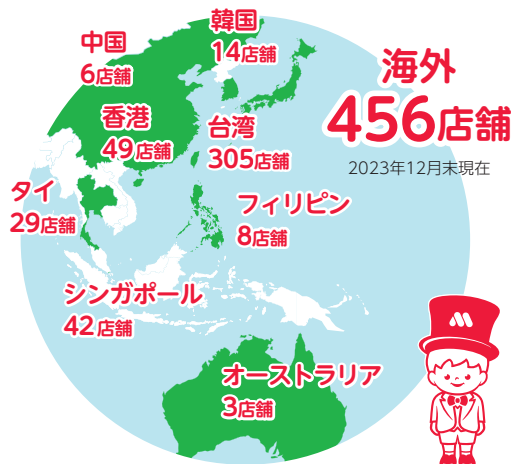 韓国
14店舗
中国
6店舗
海外
456店舗
2023年12月末現在
香港
49店舗
台湾
305店舗
タイ
29店舗
フィリピン
8店舗
シンガポール
42店舗
オーストラリア
3店舗